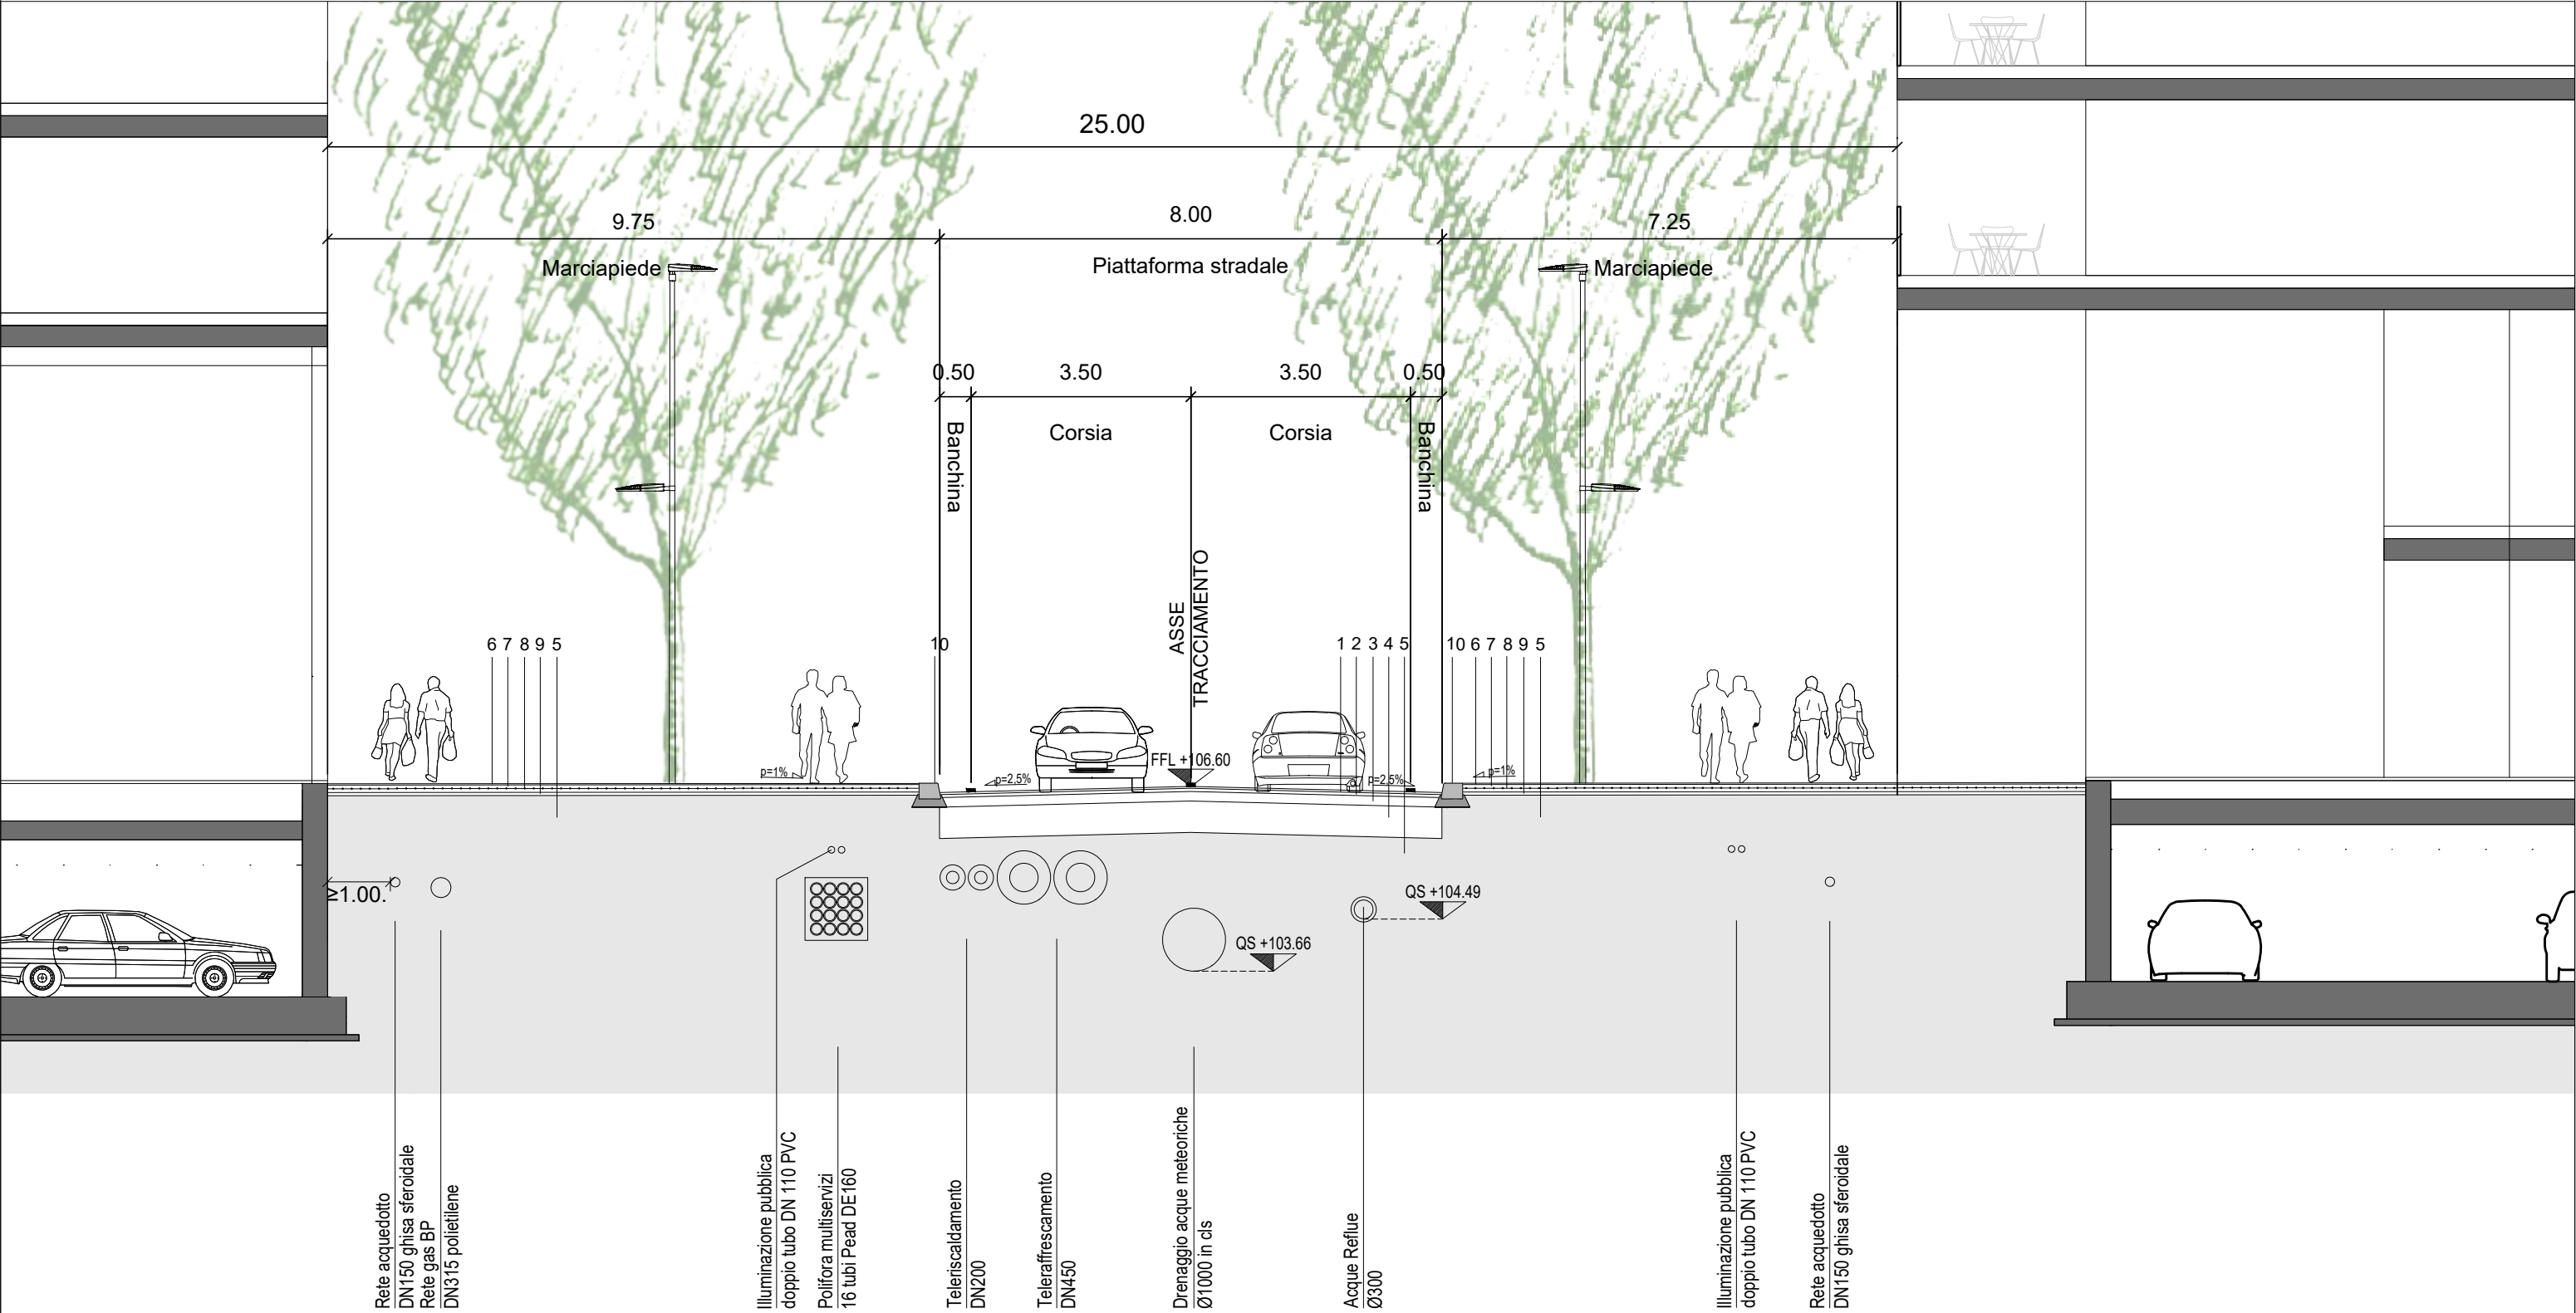 25.00
9.75
8.00
7.25
Marciapiede
Piattaforma stradale
Marciapiede
0.50
3.50
3.50
0.50
Banchina
Corsia
Corsia
Banchina
ASSE
TRACCIAMENTO
6 7 8 9 5
10
1 2 3 4 5
10 6 7 8 9 5
p=1%
p=2,5%
FFL +106.60
p=2,5%
p=1%
≥1.00.
QS +104.49
QS +103.66
Rete acquedotto
DN150 ghisa sferoidale
Rete gas BP
DN315 polietilene
Illuminazione pubblica
doppio tubo DN 110 PVC
Polifora multiservizi
16 tubi Pead DE160
Teleriscaldamento
DN200
Teleraffrescamento
DN450
Drenaggio acque meteoriche
Ø1000 in cls
Acque Reflue
Ø300
Illuminazione pubblica
doppio tubo DN 110 PVC
Rete acquedotto
DN150 ghisa sferoidale